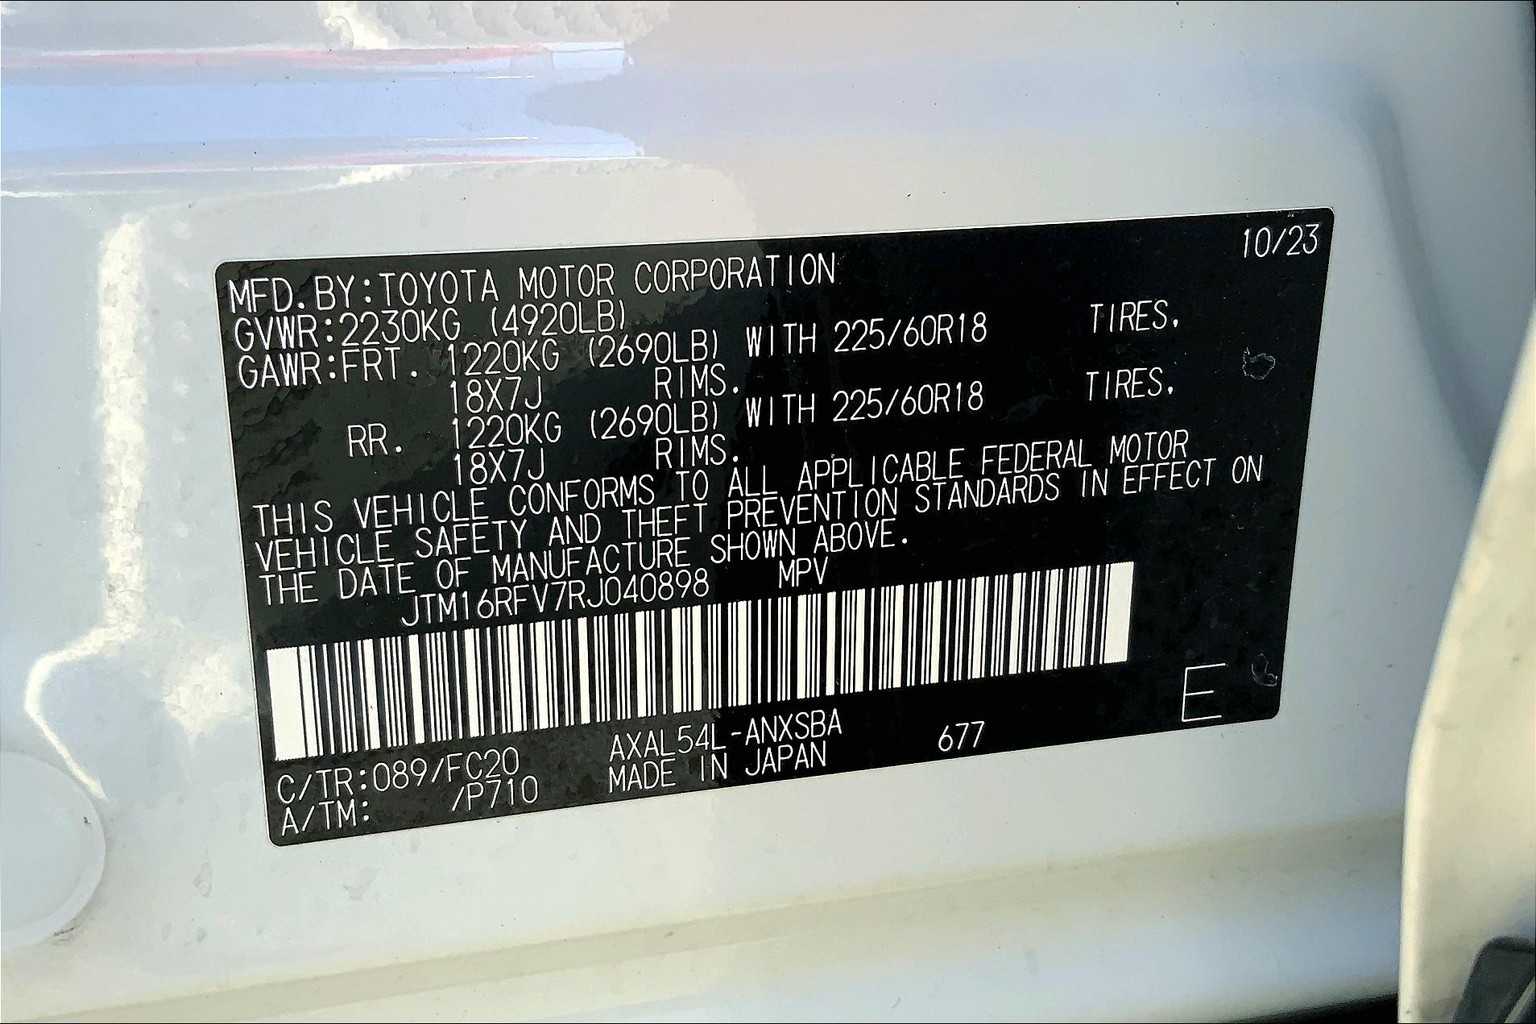 10/23
MFD. BY:TOYOTA MOTOR CORPORATION
GVWR:2230KG (4920LB)
GAWR:FRT. 1220KG (2690LB) WITH 225/60R18 TIRES,
18X7J RIMS.
RR. 1220KG (2690LB) WITH 225/60R18 TIRES,
18X7J RIMS.
THIS VEHICLE CONFORMS TO ALL APPLICABLE FEDERAL MOTOR
VEHICLE SAFETY AND THEFT PREVENTION STANDARDS IN EFFECT ON
THE DATE OF MANUFACTURE SHOWN ABOVE.
JTM16RFV7RJ040898 MPV
E
C/TR:089/FC20 AXAL54L-ANXSBA 677
A/TM: /P710 MADE IN JAPAN